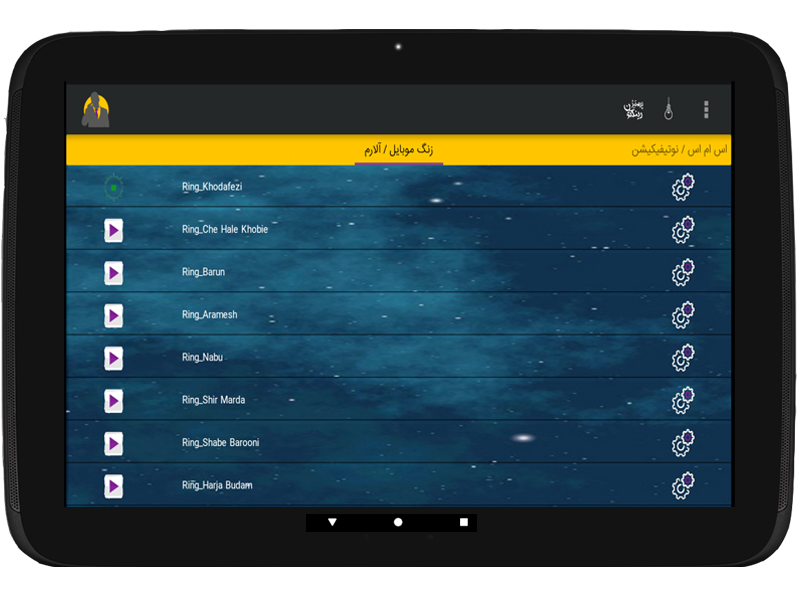 زنگ موبایل / آلارم
اس ام اس / نوتیفیکیشن
Ring_Khodafezi
Ring_Che Hale Khobie
Ring_Barun
Ring_Aramesh
Ring_Nabu
Ring_Shir Marda
Ring_Shabe Barooni
Ring_Harja Budam